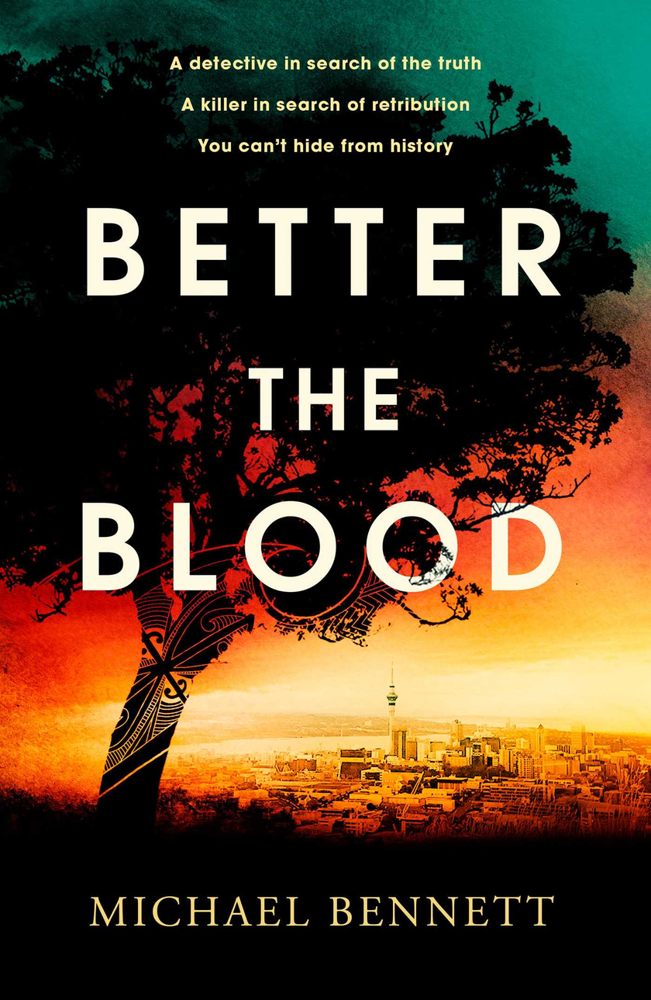 A detective in search of the truth
A killer in search of retribution
You can't hide from history
BETTER
THE
BLOOD
MICHAEL BENNETT